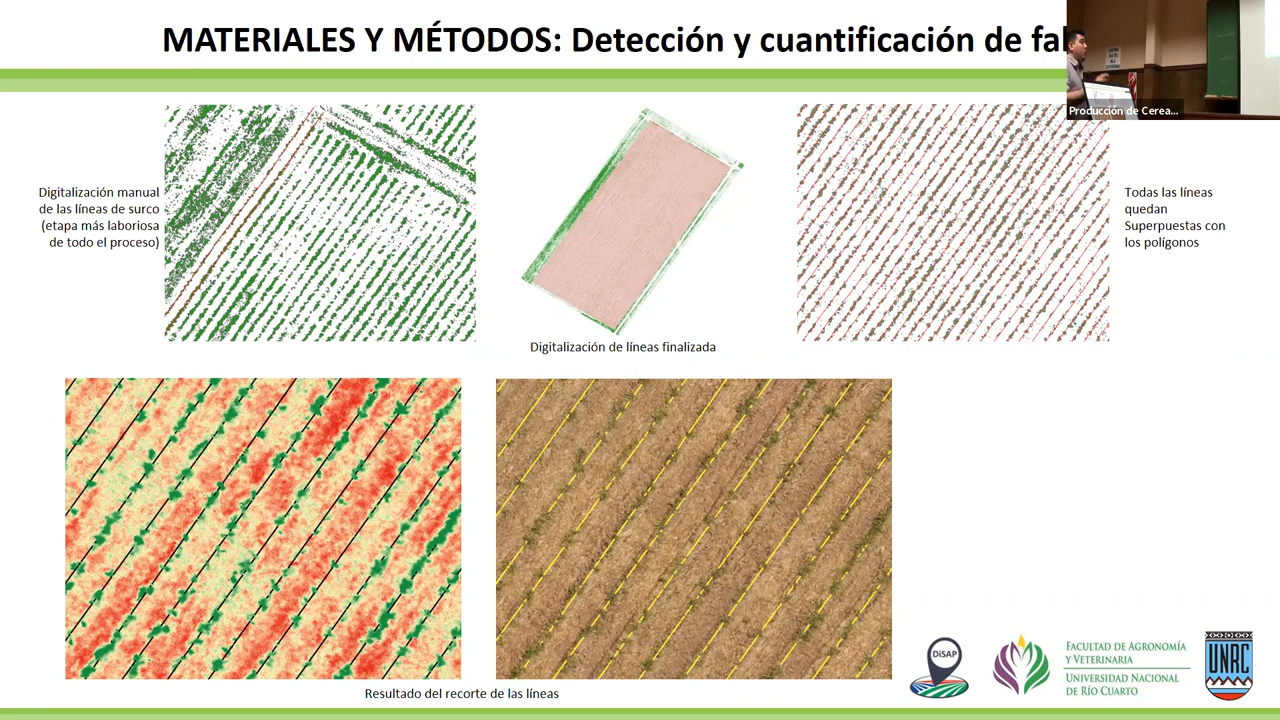 MATERIALES Y MÉTODOS: Detección y cuantificación de fal
Producción de Cerea...
Digitalización manual
de las líneas de surco
(etapa más laboriosa
de todo el proceso)
Todas las líneas
quedan
Superpuestas con
los polígonos
Digitalización de líneas finalizada
Resultado del recorte de las líneas
DiSAP
FACULTAD DE AGRONOMÍA
Y VETERINARIA
UNIVERSIDAD NACIONAL
DE RÍO CUARTO
UNRC